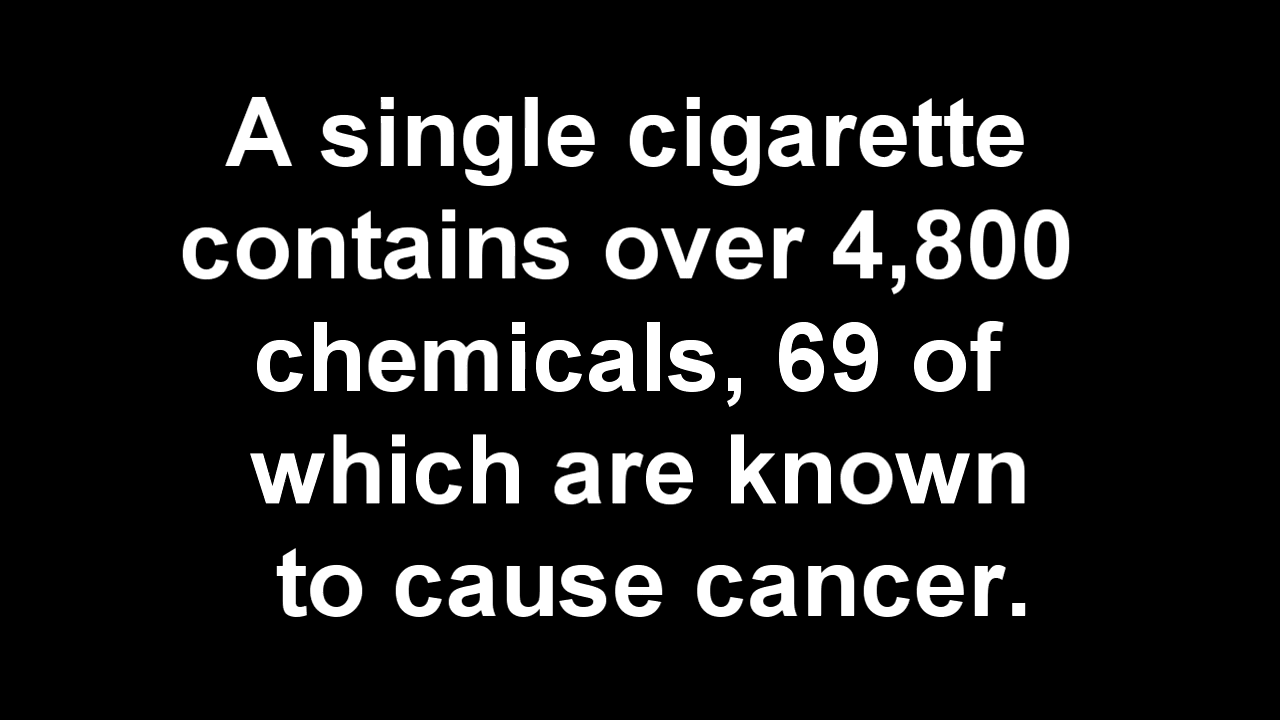 A single cigarette
contains over 4,800
chemicals, 69 of
which are known
to cause cancer.